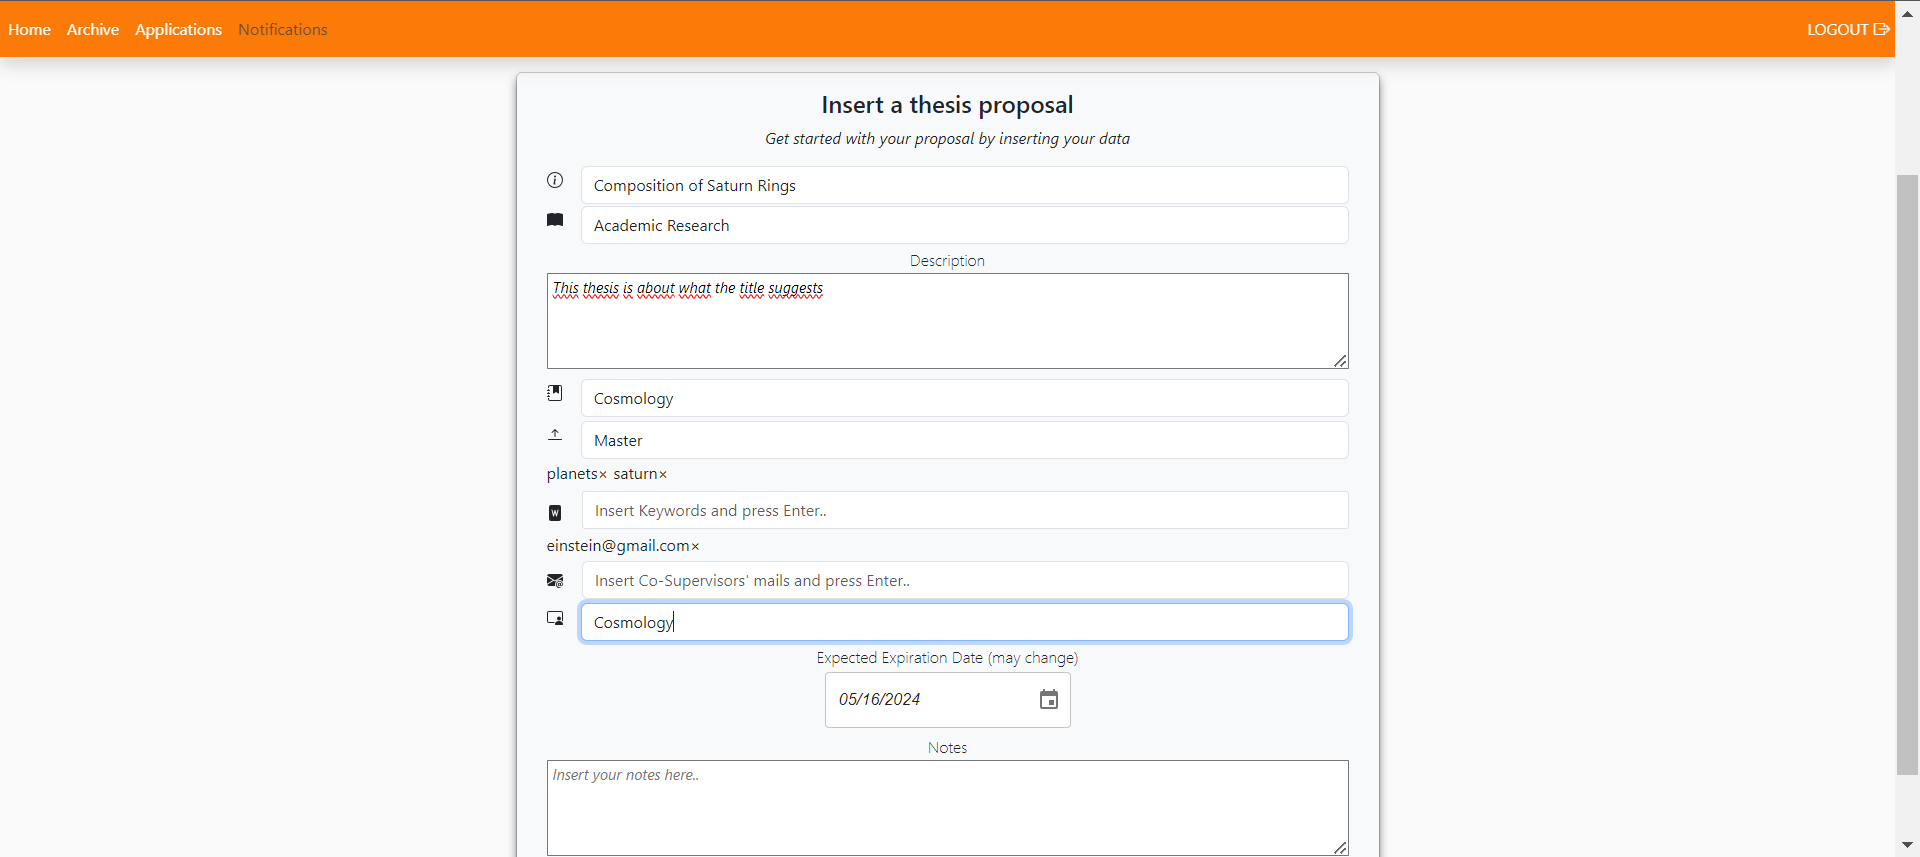 Home Archive Applications Notifications LOGOUT
Insert a thesis proposal
Get started with your proposal by inserting your data
Composition of Saturn Rings
Academic Research
Description
This thesis is about what the title suggests
Cosmology
Master
planets× saturn×
W
Insert Keywords and press Enter..
einstein@gmail.com×
Insert Co-Supervisors' mails and press Enter..
Cosmology
Expected Expiration Date (may change)
05/16/2024
Notes
Insert your notes here..